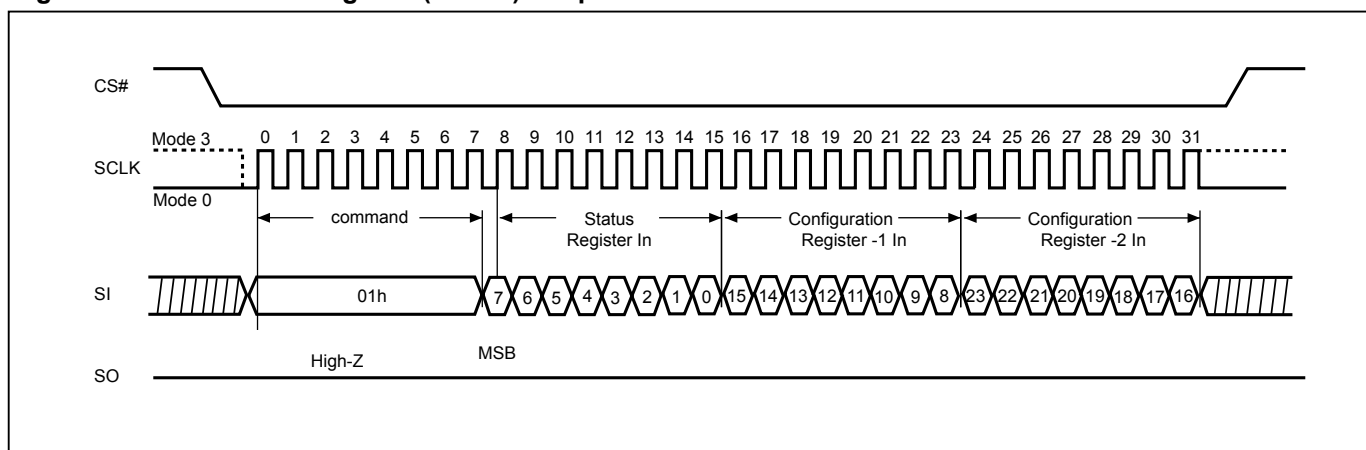 CS#
Mode 3
0 1 2 3 4 5 6 7 8 9 10 11 12 13 14 15 16 17 18 19 20 21 22 23 24 25 26 27 28 29 30 31
SCLK
Mode 0
command
Status
Register In
Configuration
Register -1 In
Configuration
Register -2 In
SI
01h
7 6 5 4 3 2 1 0 15 14 13 12 11 10 9 8 23 22 21 20 19 18 17 16
High-Z
MSB
SO